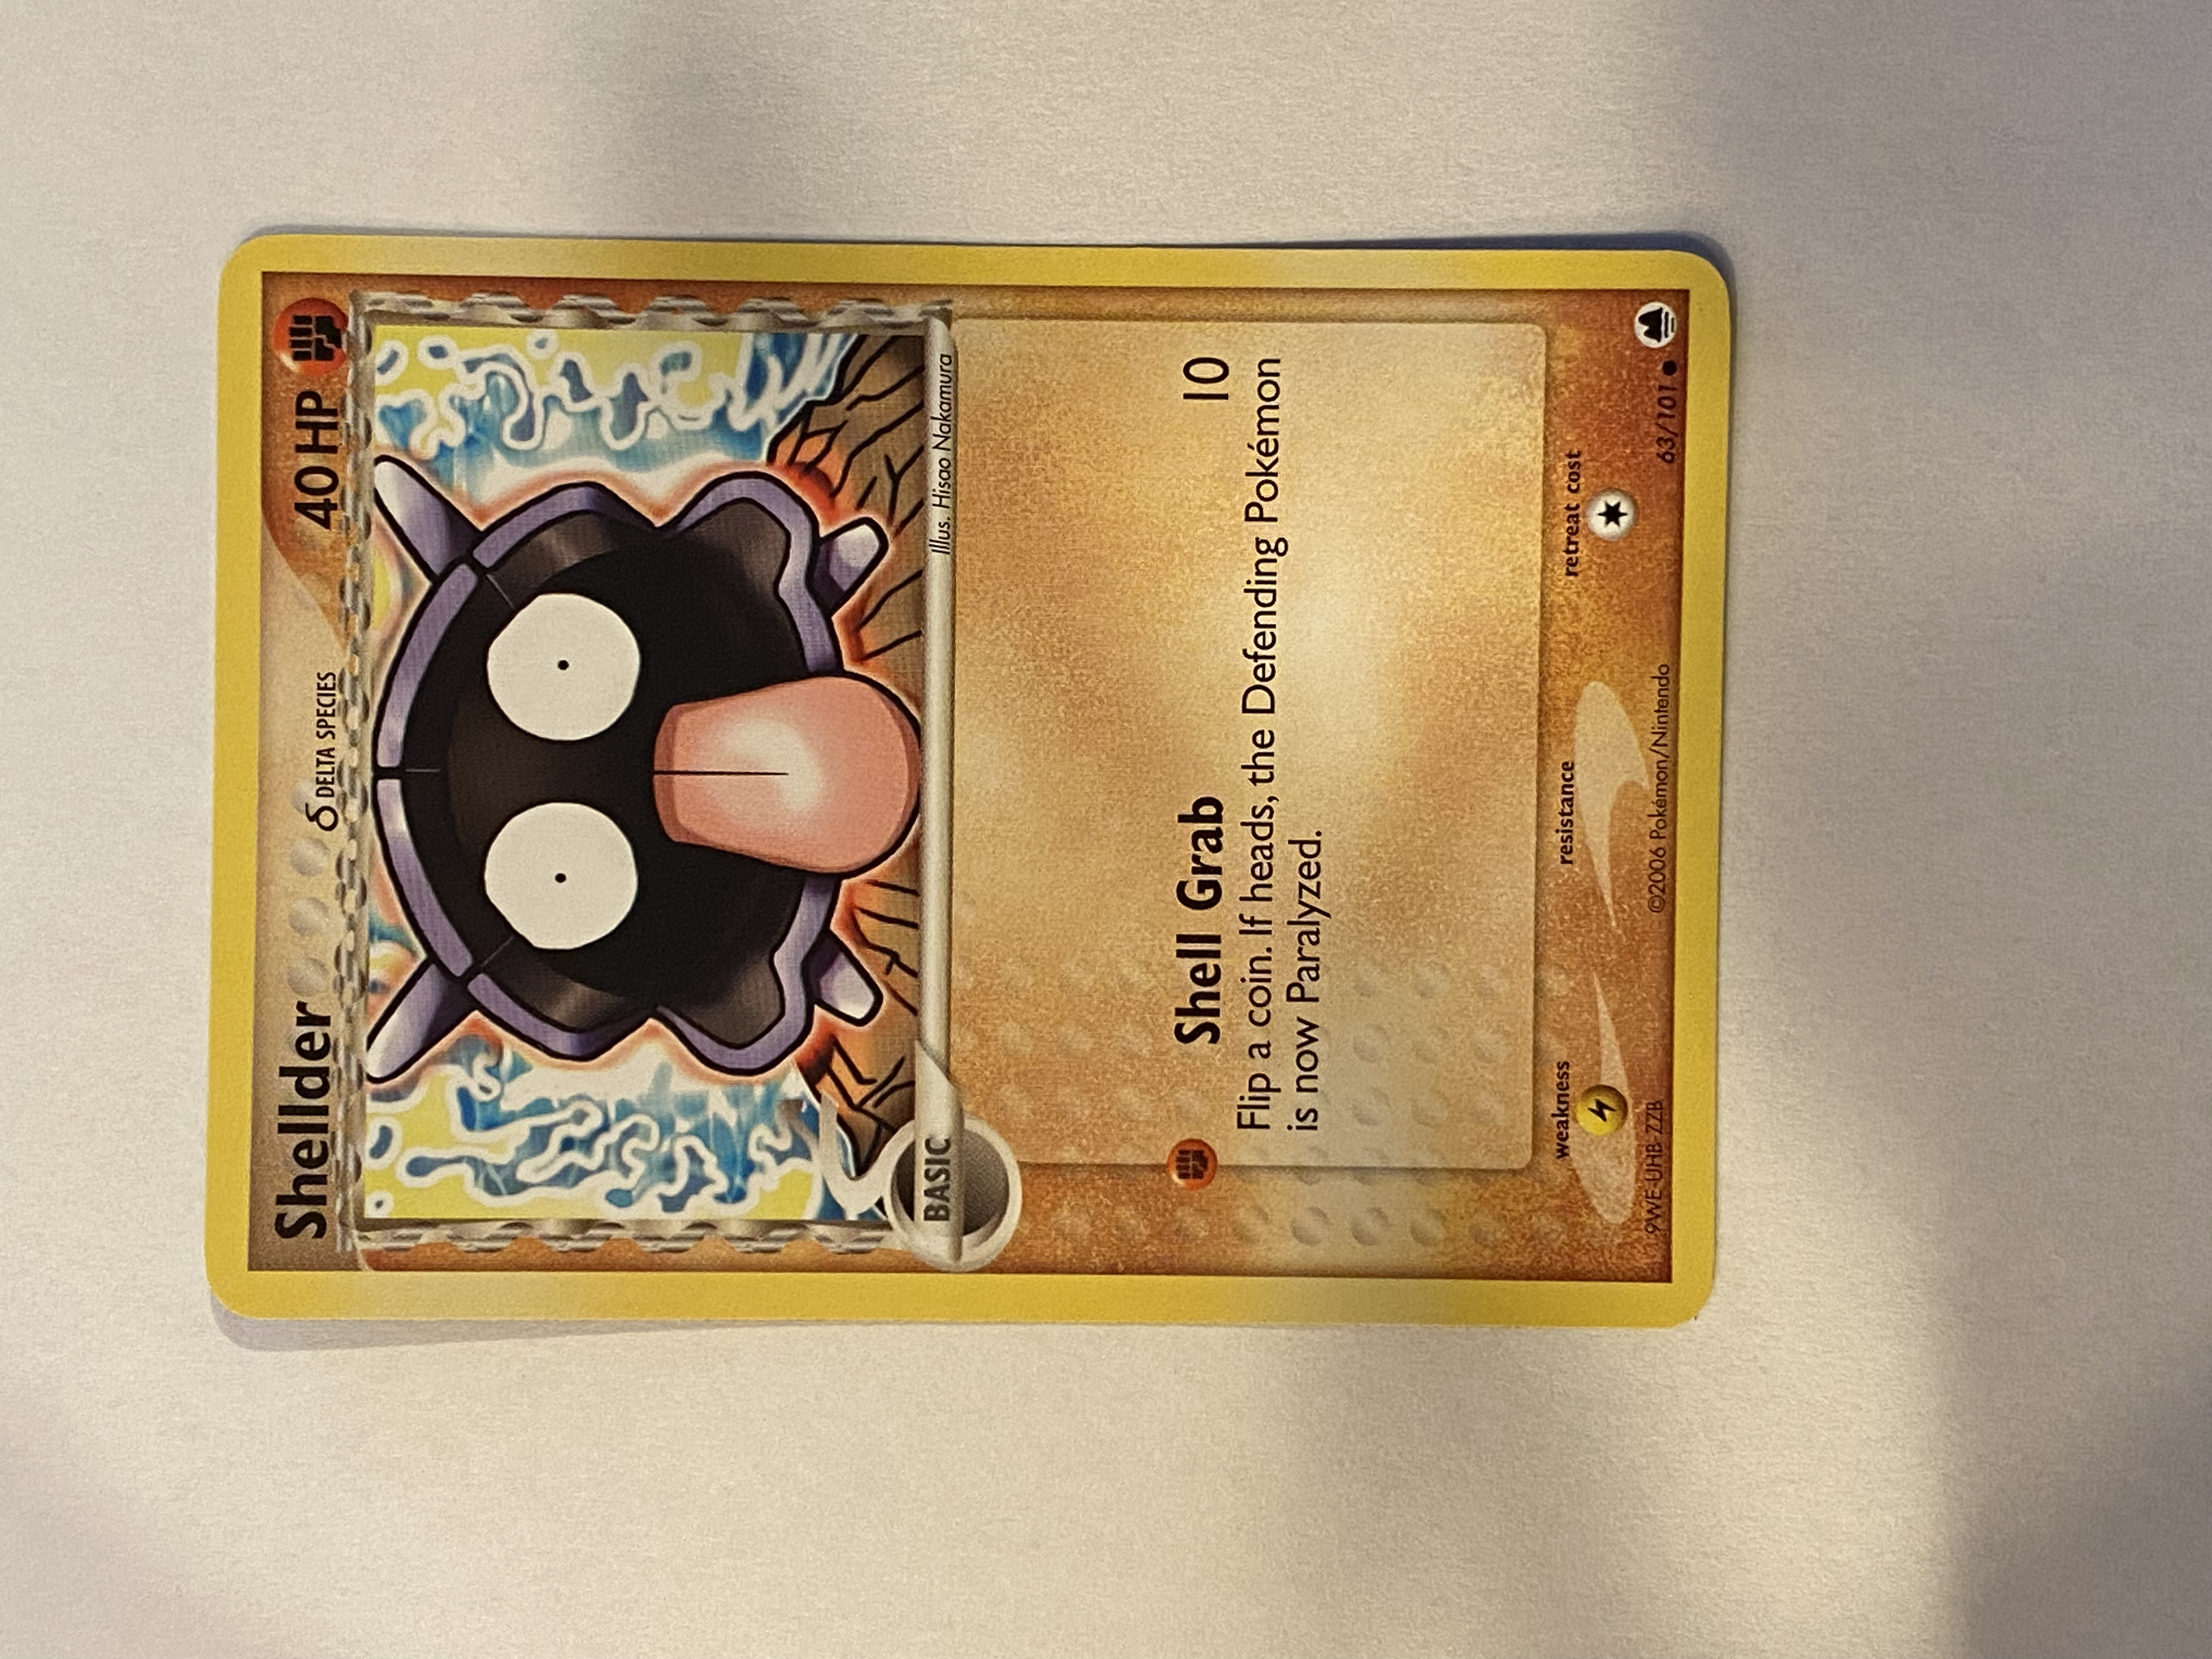 Shellder δ DELTA SPECIES 40 HP
BASIC Illus. Hisao Nakamura
Shell Grab 10
Flip a coin. If heads, the Defending Pokémon
is now Paralyzed.
weakness resistance retreat cost
9WE-UHB-ZZB ©2006 Pokémon/Nintendo 63/101